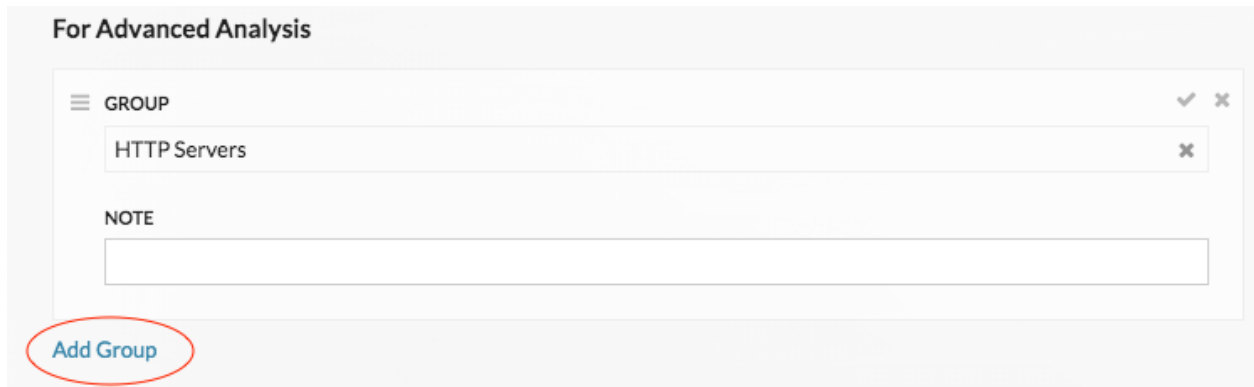 For Advanced Analysis
GROUP
HTTP Servers
NOTE
Add Group